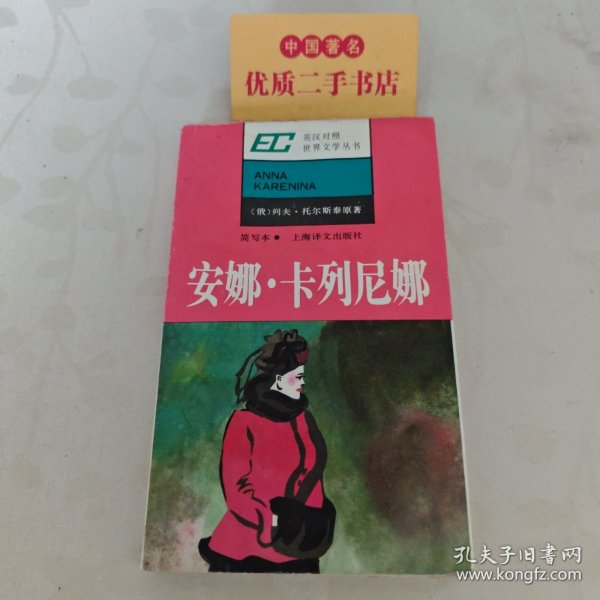 中国著名
优质二手书店
EC
英汉对照
世界文学丛书
ANNA
KARENINA
〔俄〕列夫·托尔斯泰原著
简写本● 上海译文出版社
安娜·卡列尼娜
孔夫子旧书网
www.kongfz.com